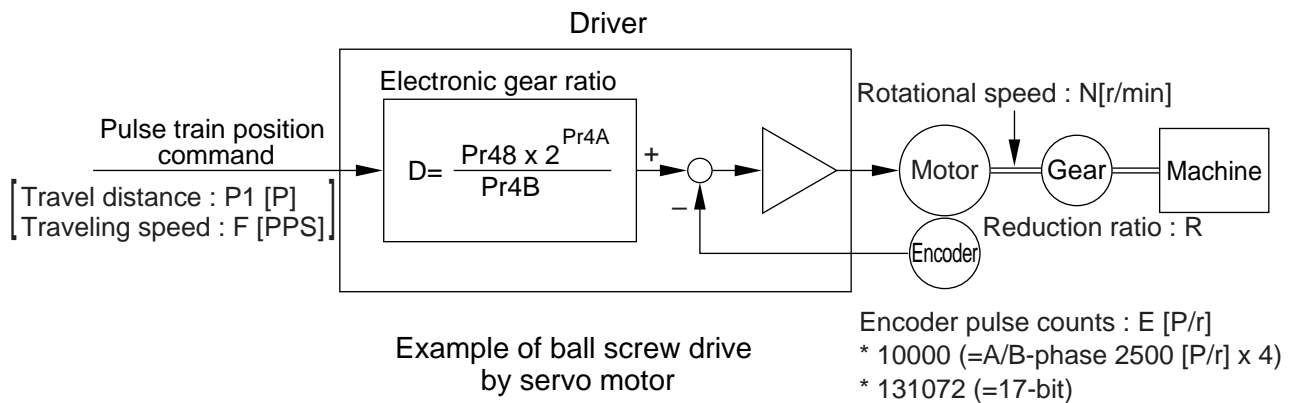 Driver
Electronic gear ratio
Rotational speed : N[r/min]
Pulse train position
command
D= Pr48 x 2^Pr4A / Pr4B
+
−
Motor
Gear
Machine
[Travel distance : P1 [P]
Traveling speed : F [PPS]]
Reduction ratio : R
Encoder
Encoder pulse counts : E [P/r]
* 10000 (=A/B-phase 2500 [P/r] x 4)
* 131072 (=17-bit)
Example of ball screw drive
by servo motor